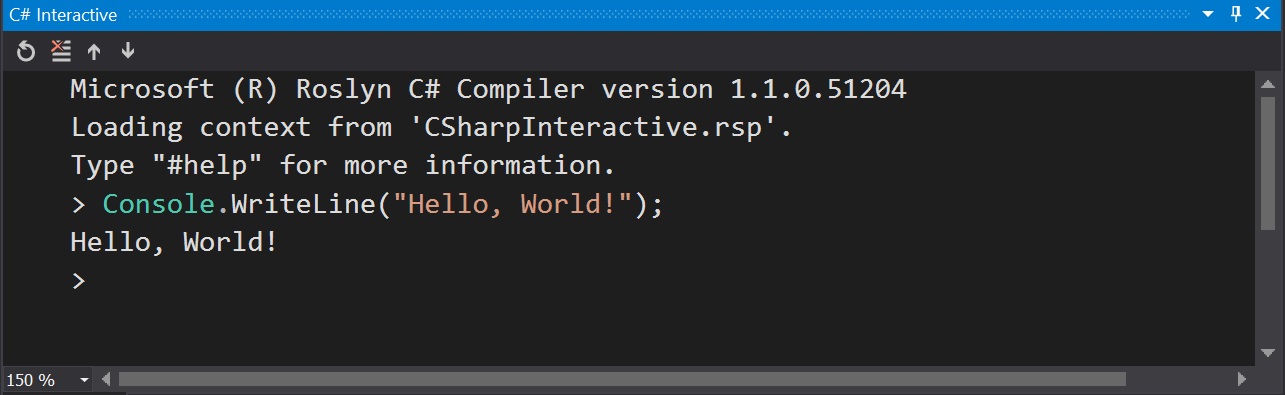 C# Interactive
Microsoft (R) Roslyn C# Compiler version 1.1.0.51204
Loading context from 'CSharpInteractive.rsp'.
Type "#help" for more information.
> Console.WriteLine("Hello, World!");
Hello, World!
>
150 %